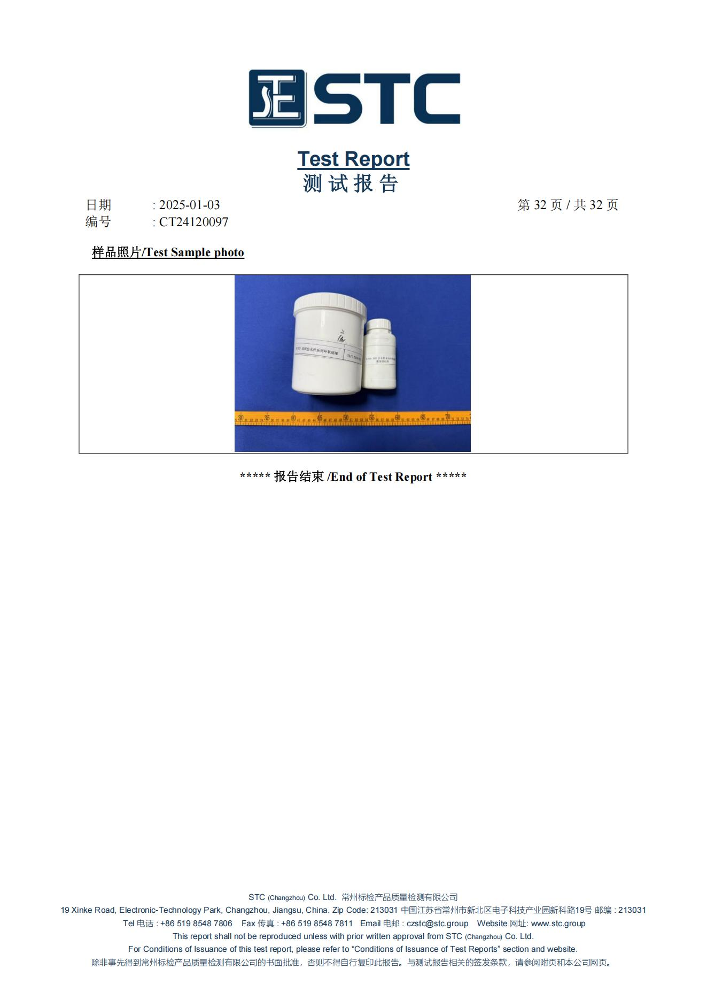 STC
Test Report
测试报告
日期 : 2025-01-03 第 32 页 / 共 32 页
编号 : CT24120097
样品照片/Test Sample photo
双组份水性系列环氧底漆
30 35 40 45 50 55 60 65 70
***** 报告结束 /End of Test Report *****
STC (Changzhou) Co. Ltd. 常州标检产品质量检测有限公司
19 Xinke Road, Electronic-Technology Park, Changzhou, Jiangsu, China. Zip Code: 213031 中国江苏省常州市新北区电子科技产业园新科路19号 邮编 : 213031
Tel 电话 : +86 519 8548 7806 Fax 传真 : +86 519 8548 7811 Email 电邮 : czstc@stc.group Website 网址: www.stc.group
This report shall not be reproduced unless with prior written approval from STC (Changzhou) Co. Ltd.
For Conditions of Issuance of this test report, please refer to “Conditions of Issuance of Test Reports” section and website.
除非事先得到常州标检产品质量检测有限公司的书面批准，否则不得自行复印此报告。与测试报告相关的签发条款，请参阅附页和本公司网页。